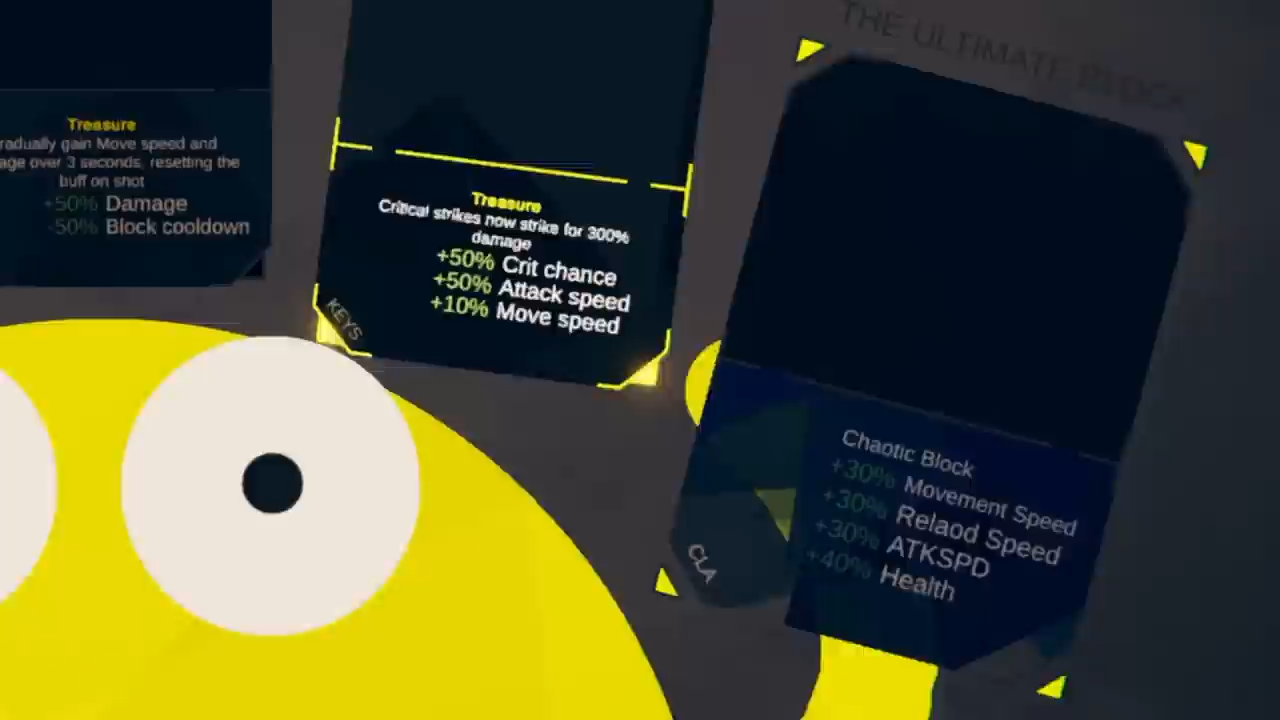 Treasure
radually gain Move speed and
age over 3 seconds, resetting the
buff on shot
+50% Damage
-50% Block cooldown
Treasure
Critical strikes now strike for 300%
damage
+50% Crit chance
+50% Attack speed
+10% Move speed
KEYS
THE ULTIMATE BLOCK
Chaotic Block
+30% Movement Speed
+30% Relaod Speed
+30% ATKSPD
+40% Health
CLA